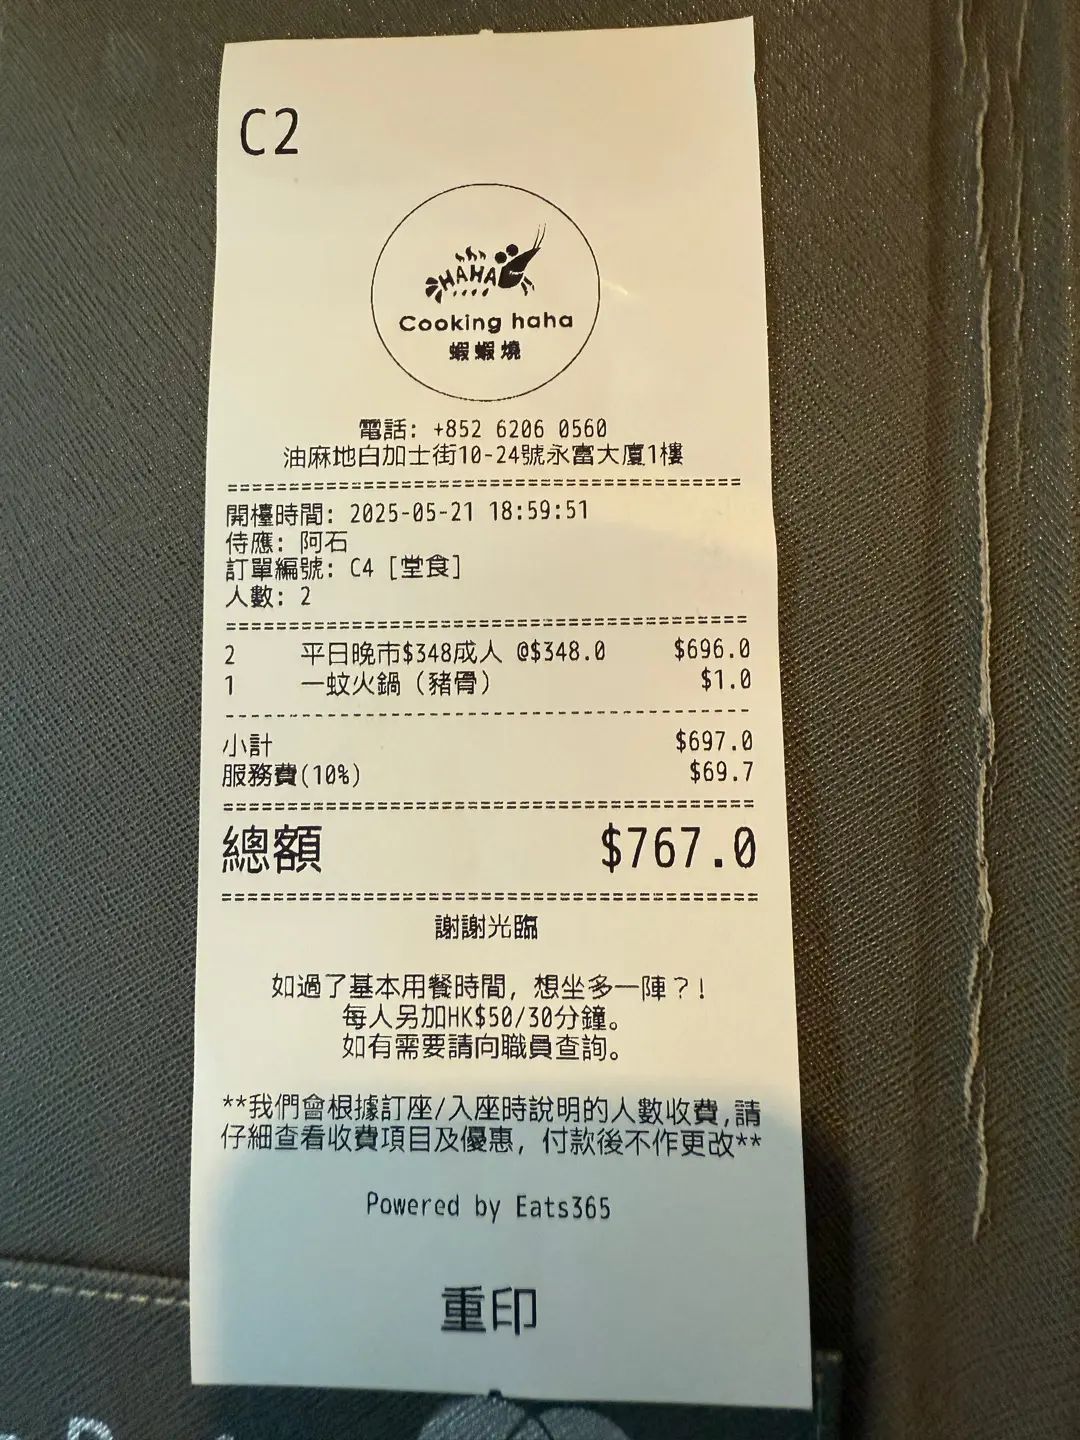 C2
HAHA
Cooking haha
蝦蝦燒
電話: +852 6206 0560
油麻地白加士街10-24號永富大廈1樓
開檯時間: 2025-05-21 18:59:51
侍應: 阿石
訂單編號: C4 [堂食]
人數: 2
2 平日晚市$348成人 @$348.0 $696.0
1 一蚊火鍋（豬骨） $1.0
小計 $697.0
服務費(10%) $69.7
總額 $767.0
謝謝光臨
如過了基本用餐時間, 想坐多一陣？!
每人另加HK$50/30分鐘。
如有需要請向職員查詢。
**我們會根據訂座/入座時說明的人數收費,請
仔細查看收費項目及優惠, 付款後不作更改**
Powered by Eats365
重印